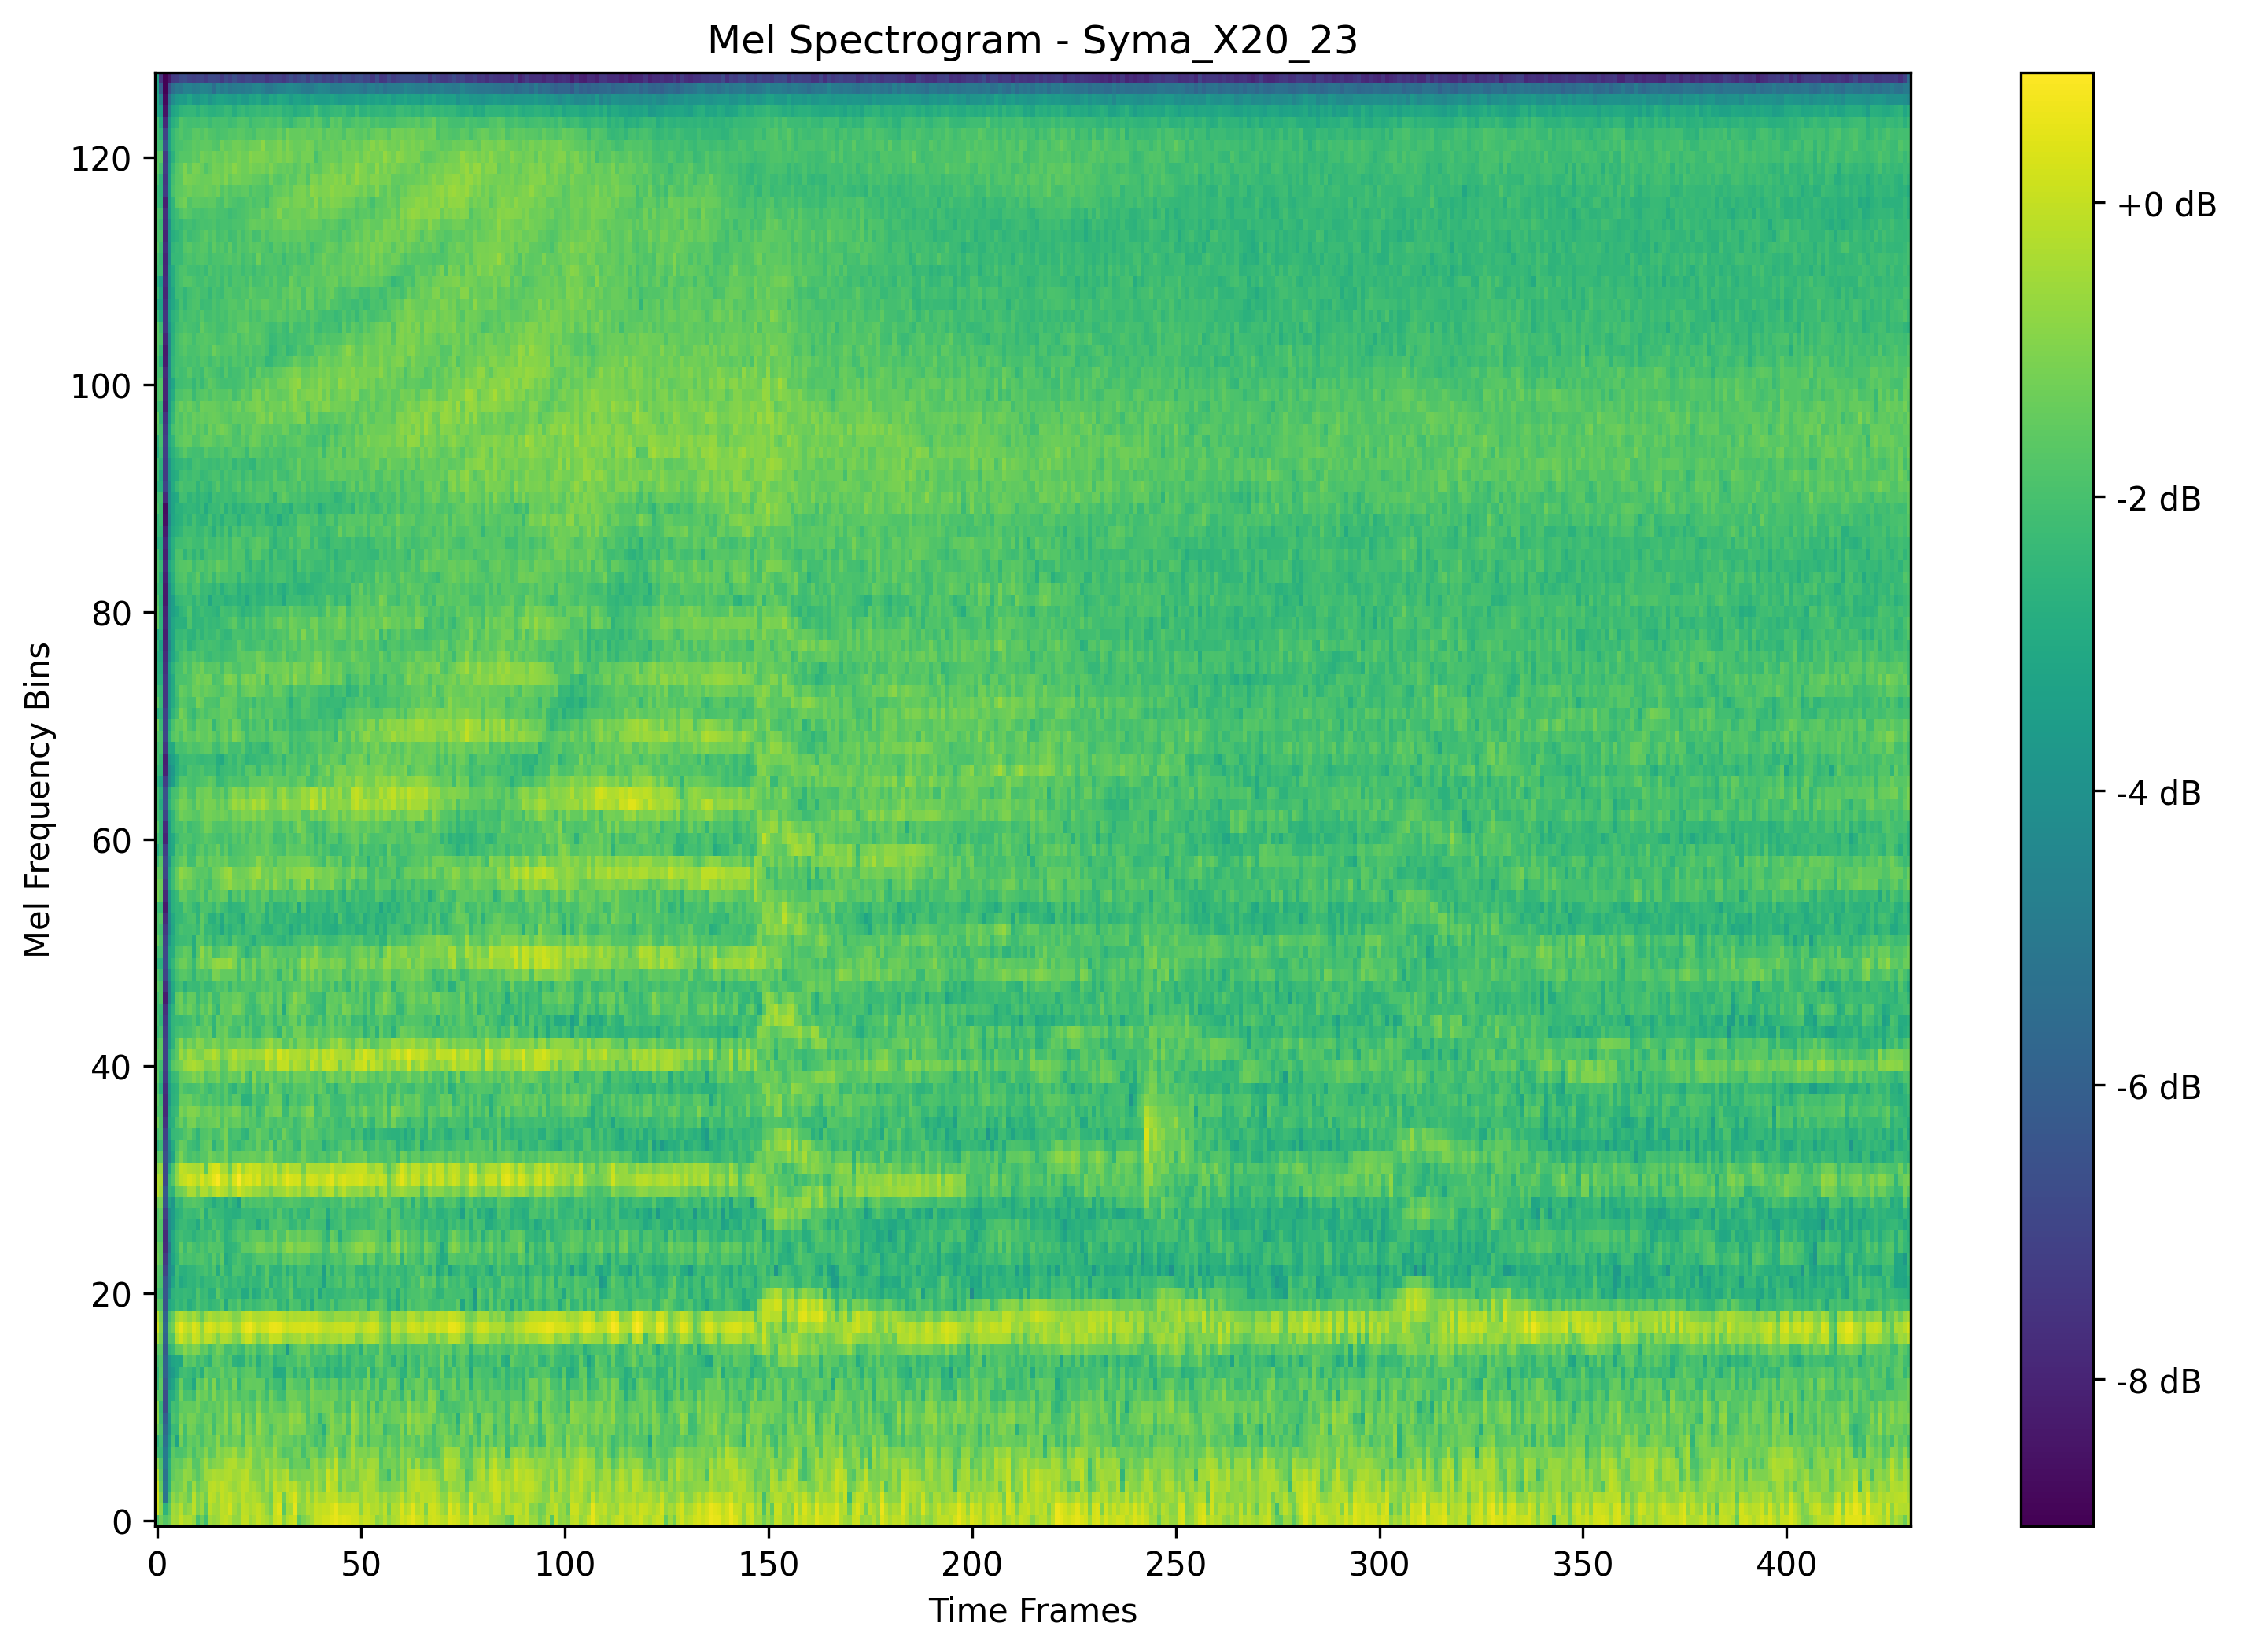 Mel Spectrogram - Syma_X20_23
Mel Frequency Bins
120
100
80
60
40
20
0
0 50 100 150 200 250 300 350 400
Time Frames
+0 dB
-2 dB
-4 dB
-6 dB
-8 dB